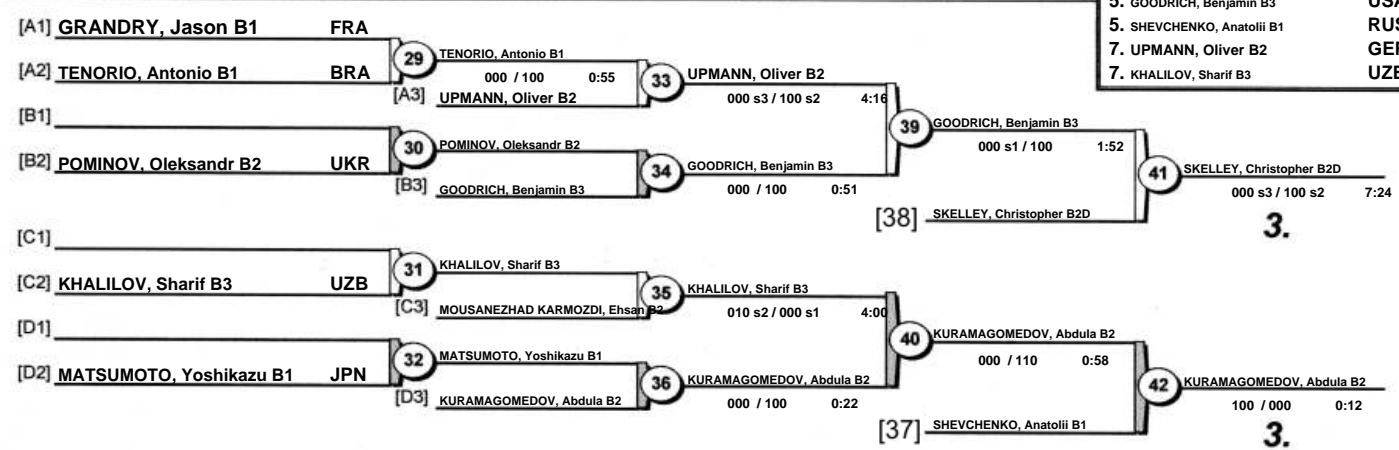 5. GOODRICH, Benjamin B3 USA
5. SHEVCHENKO, Anatolii B1 RUS
7. UPMANN, Oliver B2 GER
7. KHALILOV, Sharif B3 UZB
[A1] GRANDRY, Jason B1 FRA
29
TENORIO, Antonio B1
000 / 100 0:55
[A2] TENORIO, Antonio B1 BRA
[A3] UPMANN, Oliver B2
33
UPMANN, Oliver B2
000 s3 / 100 s2 4:16
[B1]
30
POMINOV, Oleksandr B2
[B2] POMINOV, Oleksandr B2 UKR
[B3] GOODRICH, Benjamin B3
34
GOODRICH, Benjamin B3
000 / 100 0:51
39
GOODRICH, Benjamin B3
000 s1 / 100 1:52
[38] SKELLEY, Christopher B2D
41
SKELLEY, Christopher B2D
000 s3 / 100 s2 7:24
3.
[C1]
31
KHALILOV, Sharif B3
[C2] KHALILOV, Sharif B3 UZB
[C3] MOUSANEZHAD KARMOZDI, Ehsan B2
35
KHALILOV, Sharif B3
010 s2 / 000 s1 4:00
[D1]
32
MATSUMOTO, Yoshikazu B1
[D2] MATSUMOTO, Yoshikazu B1 JPN
[D3] KURAMAGOMEDOV, Abdula B2
36
KURAMAGOMEDOV, Abdula B2
000 / 100 0:22
40
KURAMAGOMEDOV, Abdula B2
000 / 110 0:58
[37] SHEVCHENKO, Anatolii B1
42
KURAMAGOMEDOV, Abdula B2
100 / 000 0:12
3.